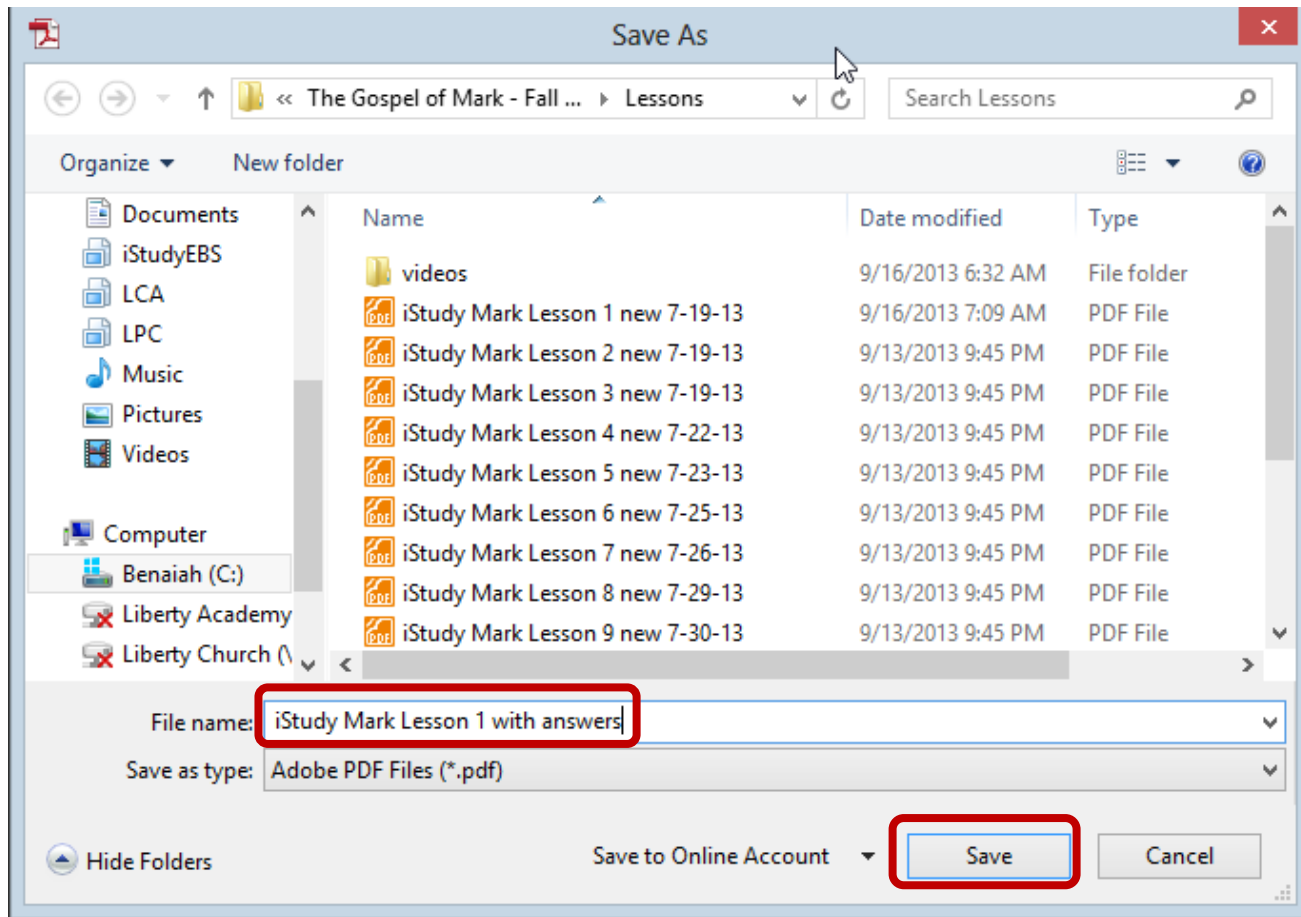 Save As
« The Gospel of Mark - Fall ... Lessons
Search Lessons
Organize New folder
Documents
iStudyEBS
LCA
LPC
Music
Pictures
Videos
Computer
Benaiah (C:)
Liberty Academy
Liberty Church (\
Name Date modified Type
videos 9/16/2013 6:32 AM File folder
iStudy Mark Lesson 1 new 7-19-13 9/16/2013 7:09 AM PDF File
iStudy Mark Lesson 2 new 7-19-13 9/13/2013 9:45 PM PDF File
iStudy Mark Lesson 3 new 7-19-13 9/13/2013 9:45 PM PDF File
iStudy Mark Lesson 4 new 7-22-13 9/13/2013 9:45 PM PDF File
iStudy Mark Lesson 5 new 7-23-13 9/13/2013 9:45 PM PDF File
iStudy Mark Lesson 6 new 7-25-13 9/13/2013 9:45 PM PDF File
iStudy Mark Lesson 7 new 7-26-13 9/13/2013 9:45 PM PDF File
iStudy Mark Lesson 8 new 7-29-13 9/13/2013 9:45 PM PDF File
iStudy Mark Lesson 9 new 7-30-13 9/13/2013 9:45 PM PDF File
File name: iStudy Mark Lesson 1 with answers
Save as type: Adobe PDF Files (*.pdf)
Hide Folders Save to Online Account Save Cancel